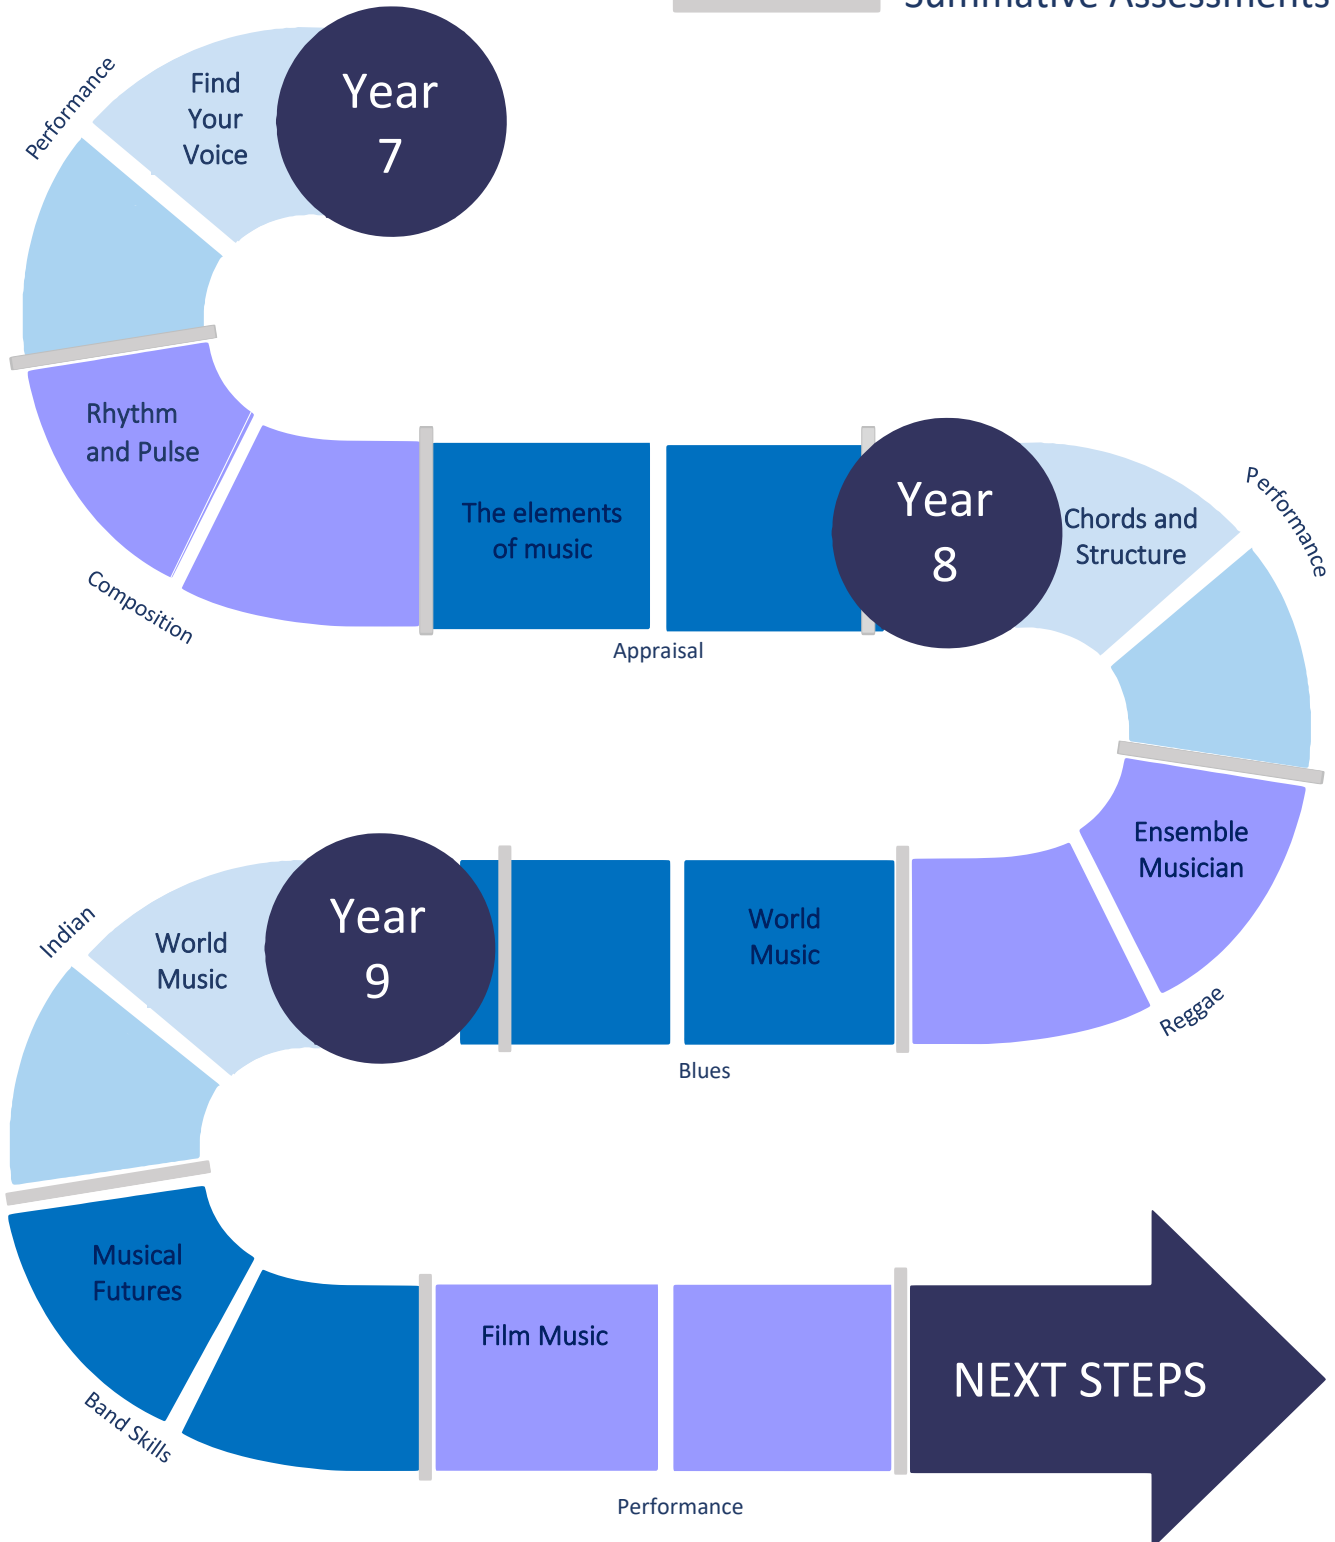 Summative Assessments
Year
7
Find
Your
Voice
Performance
Rhythm
and Pulse
Composition
The elements
of music
Appraisal
Year
8
Chords and
Structure
Performance
Ensemble
Musician
Reggae
World
Music
Blues
Year
9
World
Music
Indian
Musical
Futures
Band Skills
Film Music
Performance
NEXT STEPS